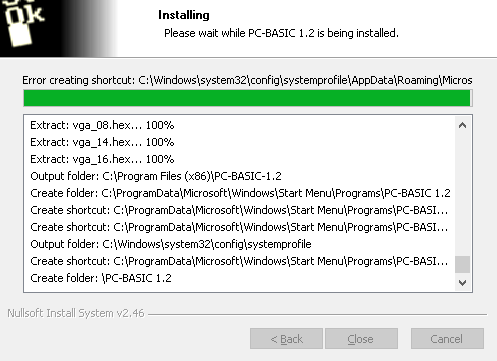 Ok
Installing
Please wait while PC-BASIC 1.2 is being installed.
Error creating shortcut: C:\Windows\system32\config\systemprofile\AppData\Roaming\Micros
Extract: vga_08.hex... 100%
Extract: vga_14.hex... 100%
Extract: vga_16.hex... 100%
Output folder: C:\Program Files (x86)\PC-BASIC-1.2
Create folder: C:\ProgramData\Microsoft\Windows\Start Menu\Programs\PC-BASIC 1.2
Create shortcut: C:\ProgramData\Microsoft\Windows\Start Menu\Programs\PC-BASI...
Create shortcut: C:\ProgramData\Microsoft\Windows\Start Menu\Programs\PC-BASI...
Output folder: C:\Windows\system32\config\systemprofile
Create shortcut: C:\ProgramData\Microsoft\Windows\Start Menu\Programs\PC-BASI...
Create folder: \PC-BASIC 1.2
Nullsoft Install System v2.46
< Back Close Cancel